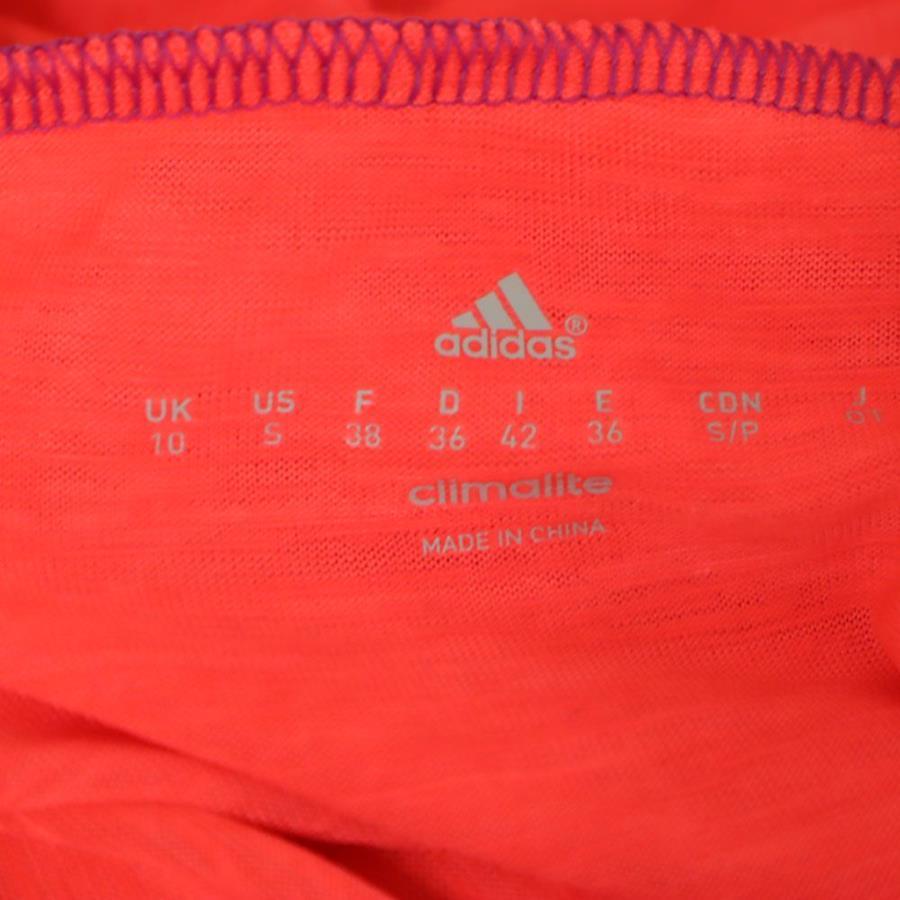 adidas®
UK US F D I E CDN J
10 S 38 36 42 36 S/P
climalite
MADE IN CHINA